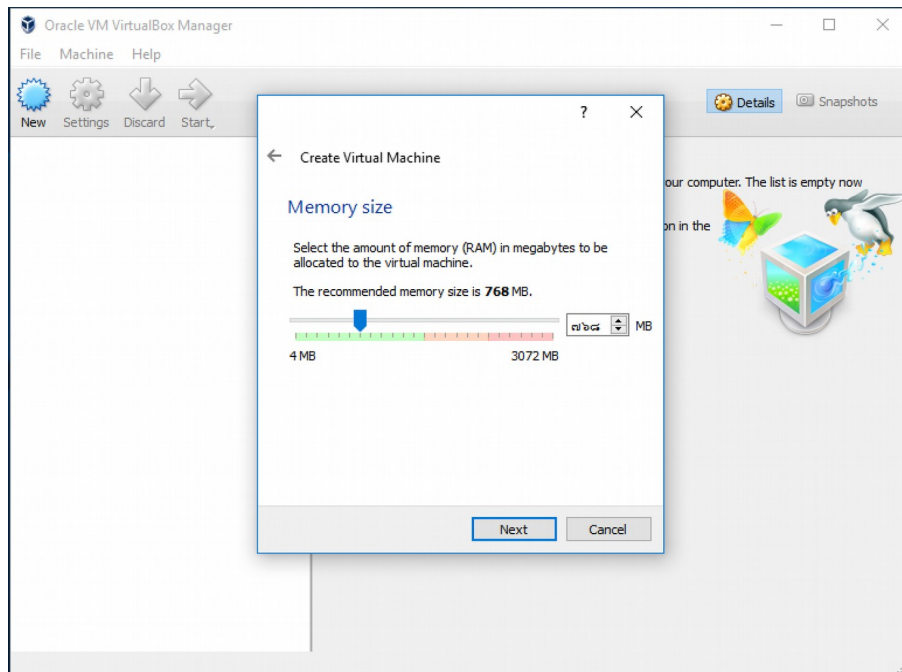 Oracle VM VirtualBox Manager
File Machine Help
New Settings Discard Start
Details Snapshots
? 
Create Virtual Machine
our computer. The list is empty now
on in the
Memory size
Select the amount of memory (RAM) in megabytes to be
allocated to the virtual machine.
The recommended memory size is 768 MB.
๗๖๘ MB
4 MB 3072 MB
Next Cancel